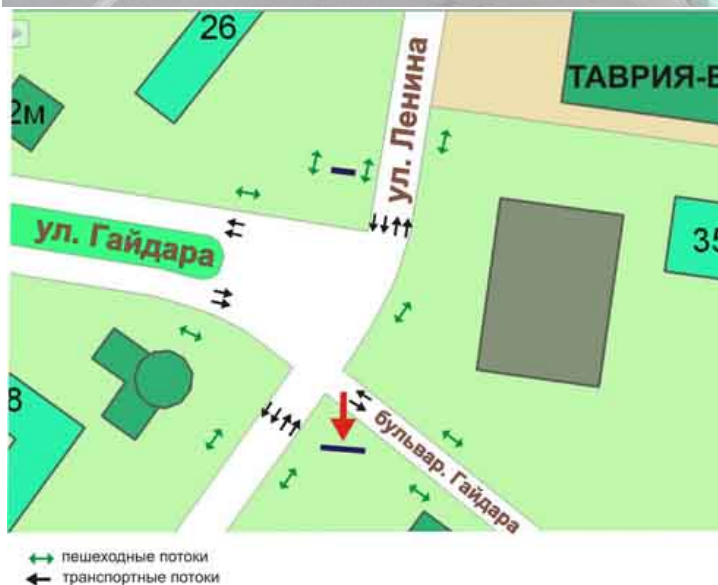 26
ТАВРИЯ-В
2м
ул. Ленина
ул. Гайдара
35
8
бульвар. Гайдара
пешеходные потоки
транспортные потоки